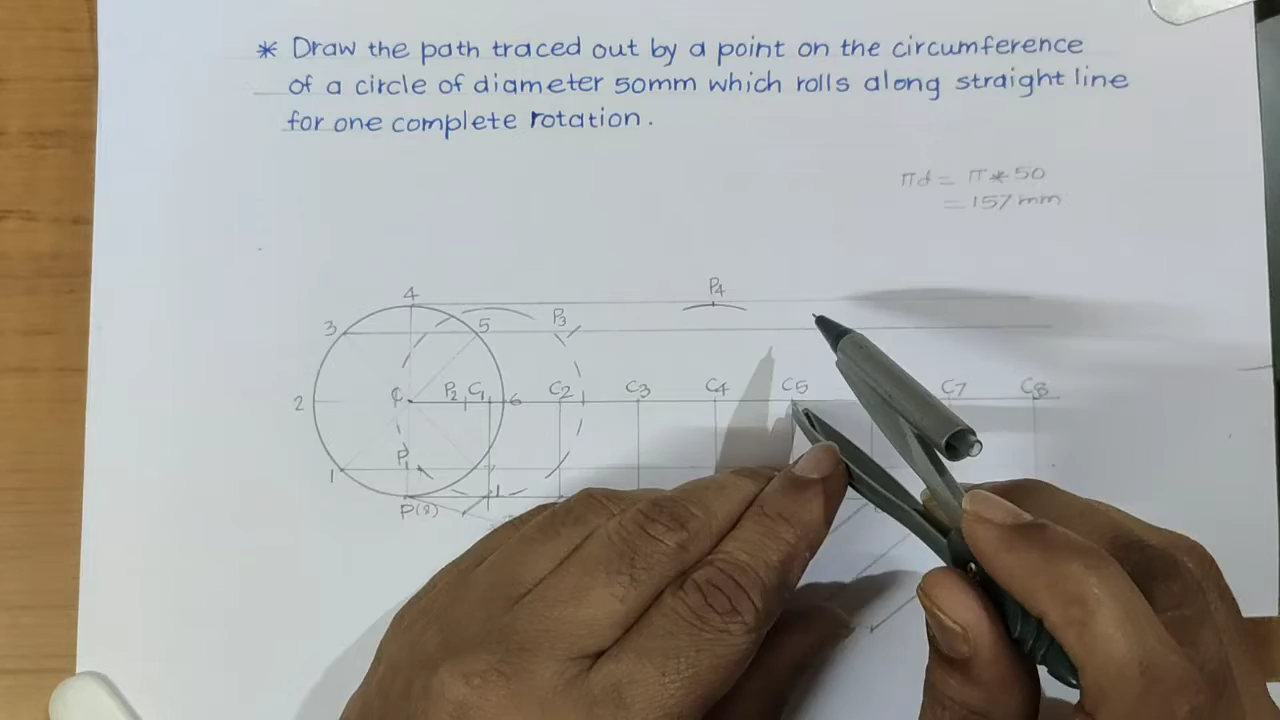 * Draw the path traced out by a point on the circumference
of a circle of diameter 50mm which rolls along straight line
for one complete rotation.
πd = π*50
= 157mm
P4
4
3
5
P3
2
C
P2
C1
6
C2
C3
C4
C5
C7
C8
1
P1
P(8)